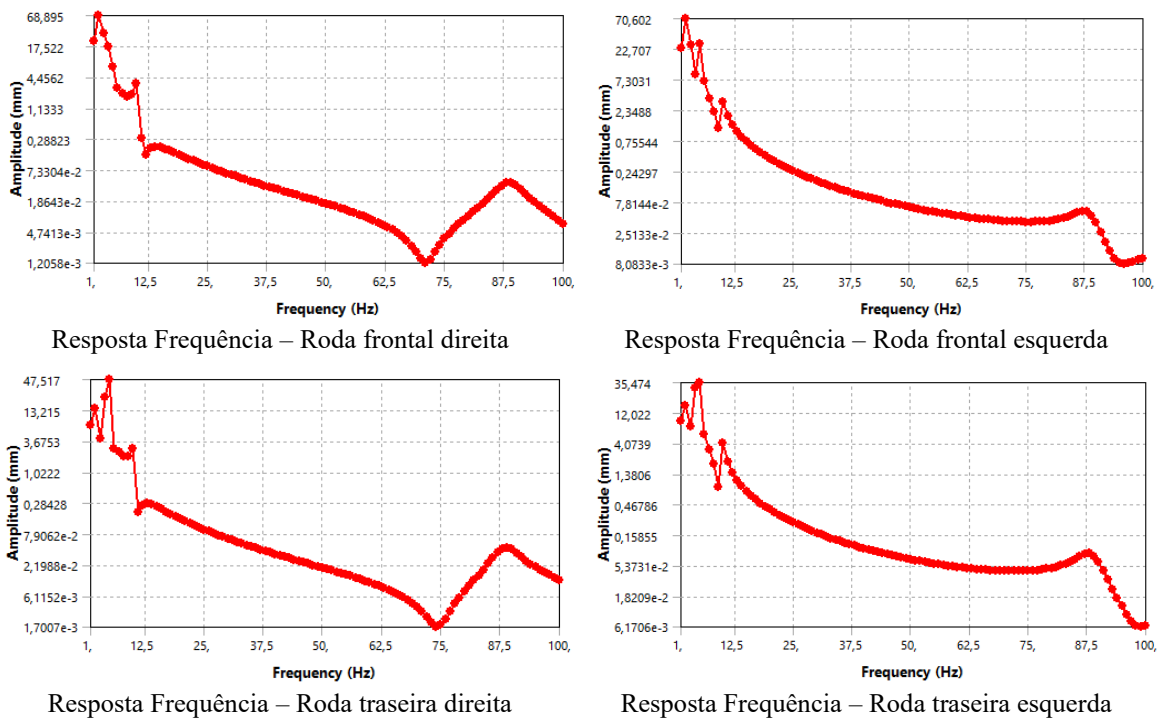 Amplitude (mm)
68,895
17,522
4,4562
1,1333
0,28823
7,3304e-2
1,8643e-2
4,7413e-3
1,2058e-3
1, 12,5 25, 37,5 50, 62,5 75, 87,5 100,
Frequency (Hz)
Resposta Frequência – Roda frontal direita
Amplitude (mm)
70,602
22,707
7,3031
2,3488
0,75544
0,24297
7,8144e-2
2,5133e-2
8,0833e-3
1, 12,5 25, 37,5 50, 62,5 75, 87,5 100,
Frequency (Hz)
Resposta Frequência – Roda frontal esquerda
Amplitude (mm)
47,517
13,215
3,6753
1,0222
0,28428
7,9062e-2
2,1988e-2
6,1152e-3
1,7007e-3
1, 12,5 25, 37,5 50, 62,5 75, 87,5 100,
Frequency (Hz)
Resposta Frequência – Roda traseira direita
Amplitude (mm)
35,474
12,022
4,0739
1,3806
0,46786
0,15855
5,3731e-2
1,8209e-2
6,1706e-3
1, 12,5 25, 37,5 50, 62,5 75, 87,5 100,
Frequency (Hz)
Resposta Frequência – Roda traseira esquerda